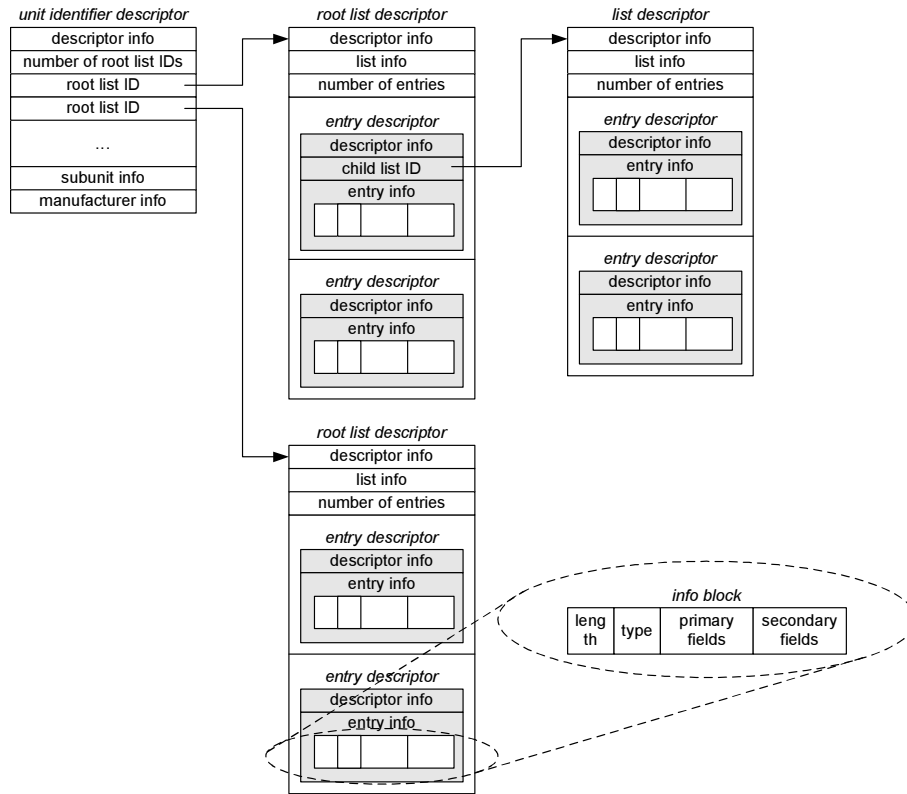 unit identifier descriptor
descriptor info
number of root list IDs
root list ID
root list ID
...
subunit info
manufacturer info
root list descriptor
descriptor info
list info
number of entries
entry descriptor
descriptor info
child list ID
entry info
entry descriptor
descriptor info
entry info
list descriptor
descriptor info
list info
number of entries
entry descriptor
descriptor info
entry info
entry descriptor
descriptor info
entry info
root list descriptor
descriptor info
list info
number of entries
entry descriptor
descriptor info
entry info
entry descriptor
descriptor info
entry info
info block
leng
th
type
primary
fields
secondary
fields